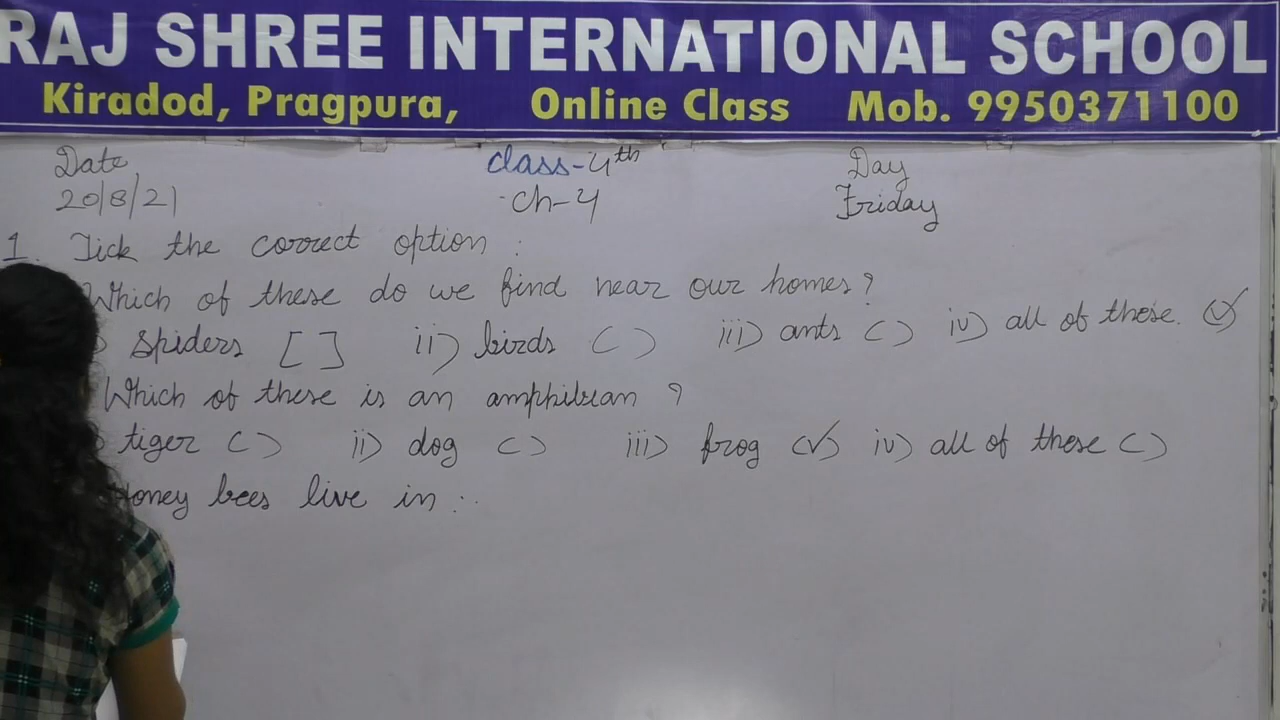 RAJ SHREE INTERNATIONAL SCHOOL
Kiradod, Pragpura, Online Class Mob. 9950371100
Date class-4th Day
20/8/21 ch-4 Friday
1. Tick the correct option :
Which of these do we find near our homes?
) spiders [ ] ii) birds ( ) iii) ants ( ) iv) all of these. (✓)
Which of these is an amphibian ?
) tiger ( ) ii) dog ( ) iii) frog (✓) iv) all of these ( )
Honey bees live in :.